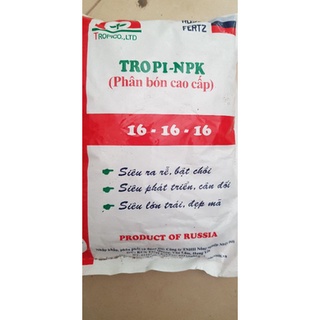 TROPICO.,LTD
FERTZ
TROPI-NPK
(Phân bón cao cấp)
16 - 16 - 16
Siêu ra rễ, bật chồi
Siêu phát triển, cân đối
Siêu lớn trái, đẹp mã
PRODUCT OF RUSSIA